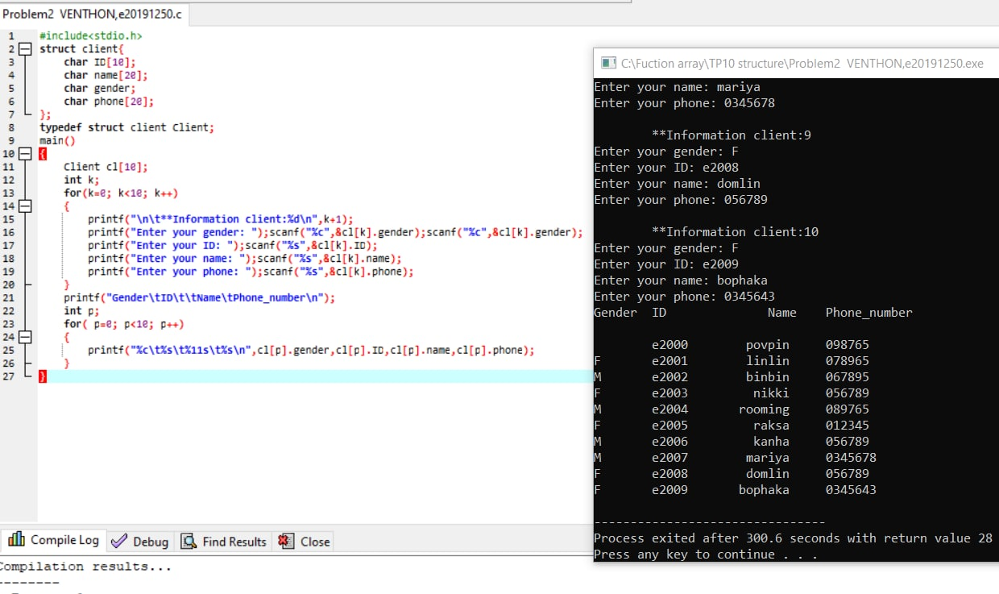 Problem2  VENTHON,e20191250.c
1 #include<stdio.h>
2 struct client{
3     char ID[10];
4     char name[20];
5     char gender;
6     char phone[20];
7 };
8 typedef struct client Client;
9 main()
10 {
11     Client cl[10];
12     int k;
13     for(k=0; k<10; k++)
14     {
15         printf("\n\t**Information client:%d\n",k+1);
16         printf("Enter your gender: ");scanf("%c",&cl[k].gender);scanf("%c",&cl[k].gender);
17         printf("Enter your ID: ");scanf("%s",&cl[k].ID);
18         printf("Enter your name: ");scanf("%s",&cl[k].name);
19         printf("Enter your phone: ");scanf("%s",&cl[k].phone);
20     }
21     printf("Gender\tID\t\tName\tPhone_number\n");
22     int p;
23     for( p=0; p<10; p++)
24     {
25         printf("%c\t%s\t%11s\t%s\n",cl[p].gender,cl[p].ID,cl[p].name,cl[p].phone);
26     }
27 }
C:\Fuction array\TP10 structure\Problem2  VENTHON,e20191250.exe
Enter your name: mariya
Enter your phone: 0345678
        **Information client:9
Enter your gender: F
Enter your ID: e2008
Enter your name: domlin
Enter your phone: 056789
        **Information client:10
Enter your gender: F
Enter your ID: e2009
Enter your name: bophaka
Enter your phone: 0345643
Gender  ID              Name    Phone_number
        e2000        povpin     098765
F       e2001        linlin     078965
M       e2002        binbin     067895
F       e2003         nikki     056789
M       e2004       rooming     089765
F       e2005         raksa     012345
M       e2006         kanha     056789
M       e2007        mariya     0345678
F       e2008        domlin     056789
F       e2009       bophaka     0345643
--------------------------------
Process exited after 300.6 seconds with return value 28
Press any key to continue . . .
Compile Log Debug Find Results Close
Compilation results...
--------